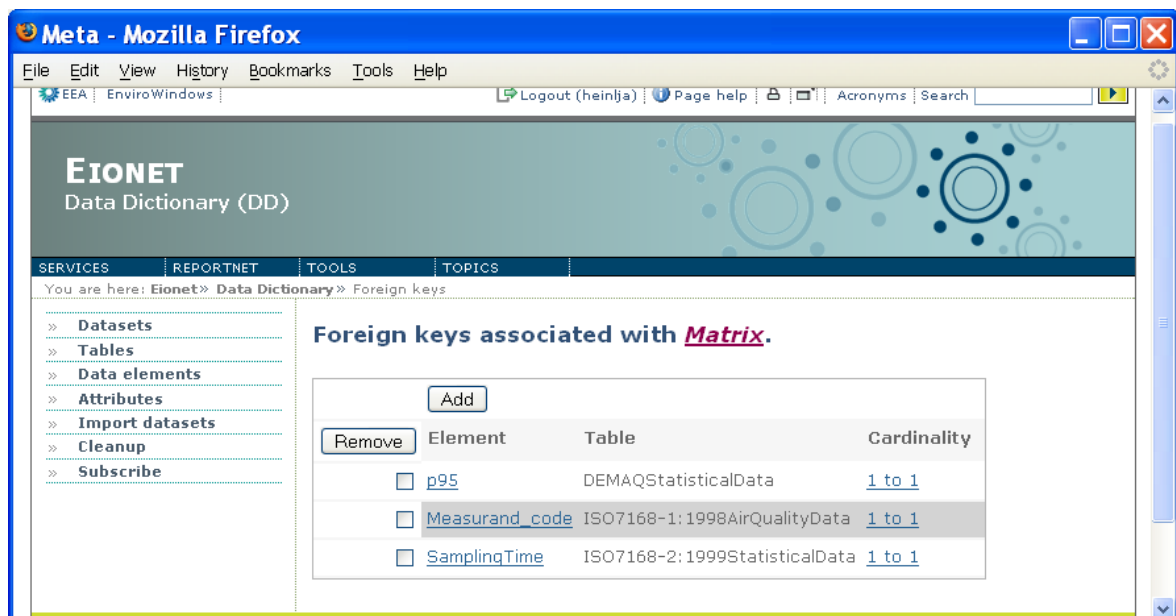 Meta - Mozilla Firefox
File Edit View History Bookmarks Tools Help
EEA EnviroWindows Logout (heinlja) Page help Acronyms Search
EIONET
Data Dictionary (DD)
SERVICES REPORTNET TOOLS TOPICS
You are here: Eionet» Data Dictionary» Foreign keys
» Datasets
» Tables
» Data elements
» Attributes
» Import datasets
» Cleanup
» Subscribe
Foreign keys associated with Matrix.
Add
Remove Element Table Cardinality
p95 DEMAQStatisticalData 1 to 1
Measurand_code ISO7168-1:1998AirQualityData 1 to 1
SamplingTime ISO7168-2:1999StatisticalData 1 to 1